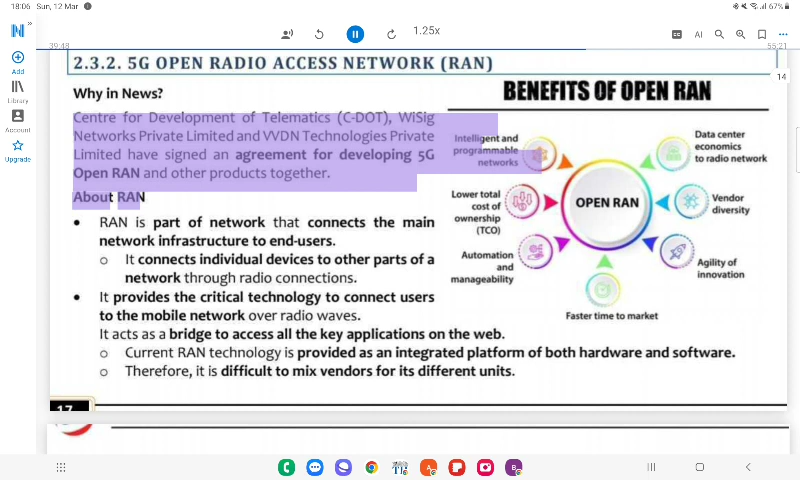 18:06 Sun, 12 Mar
67%
N
»
1.25x
AI
39:48
55:21
Add
Library
Account
Upgrade
14
2.3.2. 5G OPEN RADIO ACCESS NETWORK (RAN)
Why in News?
Centre for Development of Telematics (C-DOT), WiSig
Networks Private Limited and VVDN Technologies Private
Limited have signed an agreement for developing 5G
Open RAN and other products together.
About RAN
• RAN is part of network that connects the main
network infrastructure to end-users.
o It connects individual devices to other parts of a
network through radio connections.
• It provides the critical technology to connect users
to the mobile network over radio waves.
It acts as a bridge to access all the key applications on the web.
o Current RAN technology is provided as an integrated platform of both hardware and software.
o Therefore, it is difficult to mix vendors for its different units.
BENEFITS OF OPEN RAN
Intelligent and
programmable
networks
Lower total
cost of
ownership
(TCO)
Automation
and
manageability
OPEN RAN
Data center
economics
to radio network
Vendor
diversity
Agility of
innovation
Faster time to market
17